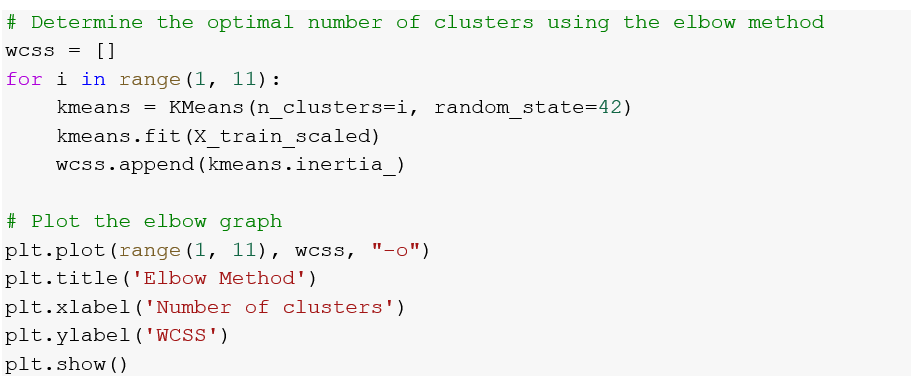 # Determine the optimal number of clusters using the elbow method
wcss = []
for i in range(1, 11):
    kmeans = KMeans(n_clusters=i, random_state=42)
    kmeans.fit(X_train_scaled)
    wcss.append(kmeans.inertia_)

# Plot the elbow graph
plt.plot(range(1, 11), wcss, "-o")
plt.title('Elbow Method')
plt.xlabel('Number of clusters')
plt.ylabel('WCSS')
plt.show()